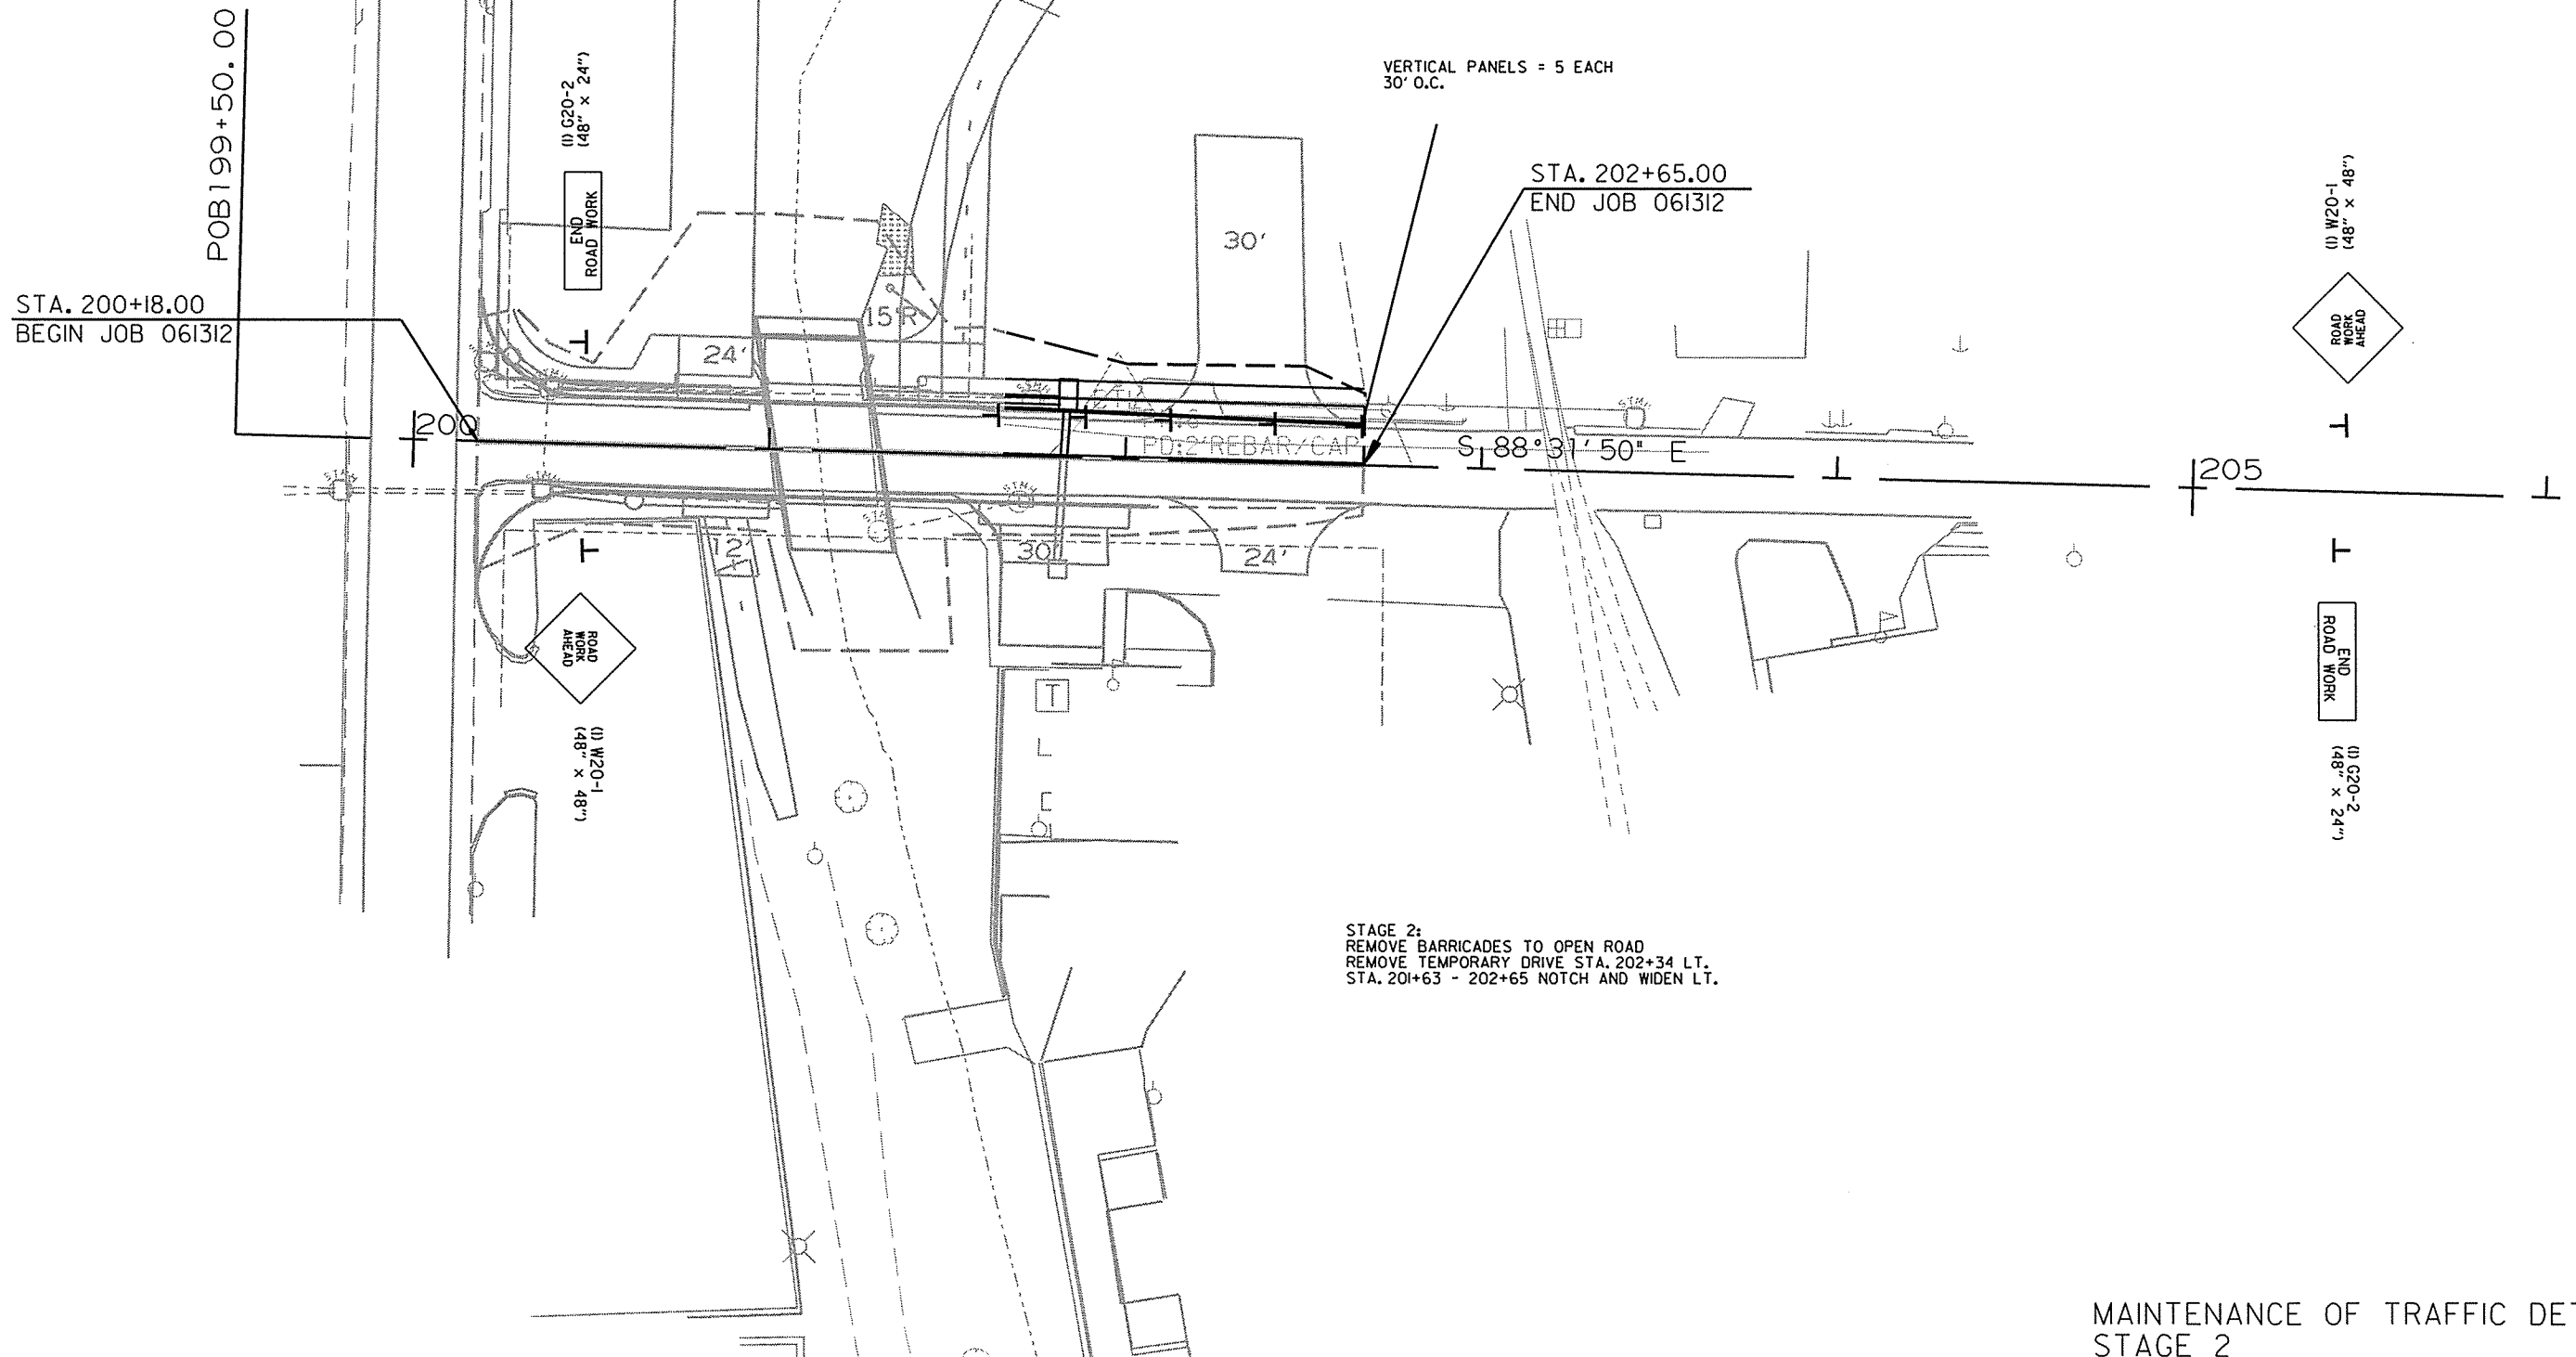 POB199+50.00
(1) G20-2
(48" x 24")
END
ROAD WORK
VERTICAL PANELS = 5 EACH
30' O.C.
STA. 202+65.00
END JOB 061312
(1) W20-1
(48" x 48")
ROAD
WORK
AHEAD
STA. 200+18.00
BEGIN JOB 061312
30'
15'R
24'
200
PD:2'REBAR/CAP
S 88°31'50" E
205
12'
30'
24'
END
ROAD WORK
(1) G20-2
(48" x 24")
ROAD
WORK
AHEAD
(1) W20-1
(48" x 48")
T
STAGE 2:
REMOVE BARRICADES TO OPEN ROAD
REMOVE TEMPORARY DRIVE STA. 202+34 LT.
STA. 201+63 - 202+65 NOTCH AND WIDEN LT.
MAINTENANCE OF TRAFFIC DET
STAGE 2